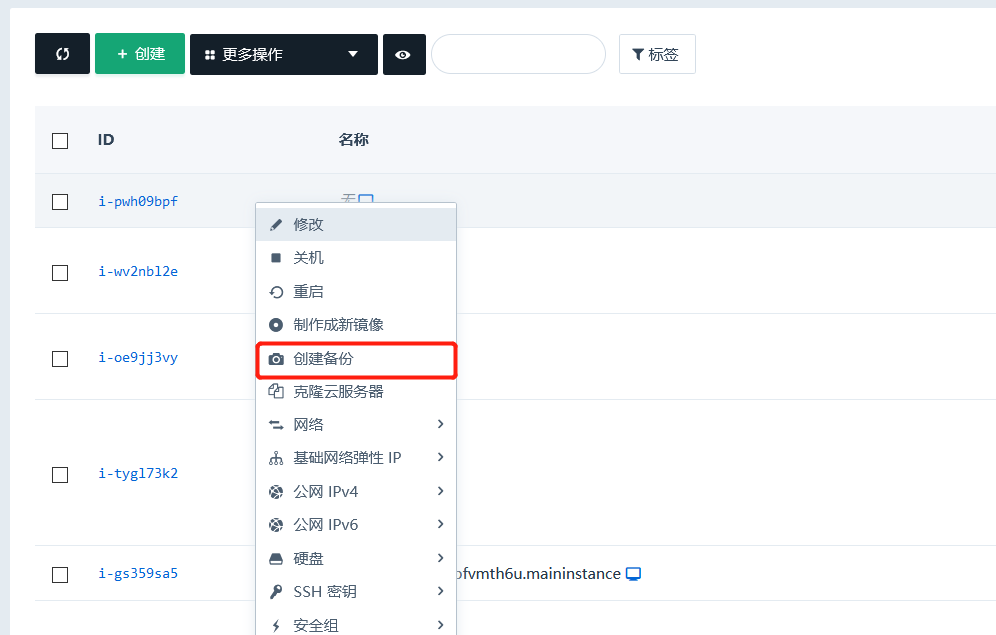 创建
更多操作
标签
ID
名称
i-pwh09bpf
无
i-wv2nbl2e
i-oe9jj3vy
i-tygl73k2
i-gs359sa5
ofvmth6u.maininstance
修改
关机
重启
制作成新镜像
创建备份
克隆云服务器
网络
基础网络弹性 IP
公网 IPv4
公网 IPv6
硬盘
SSH 密钥
安全组